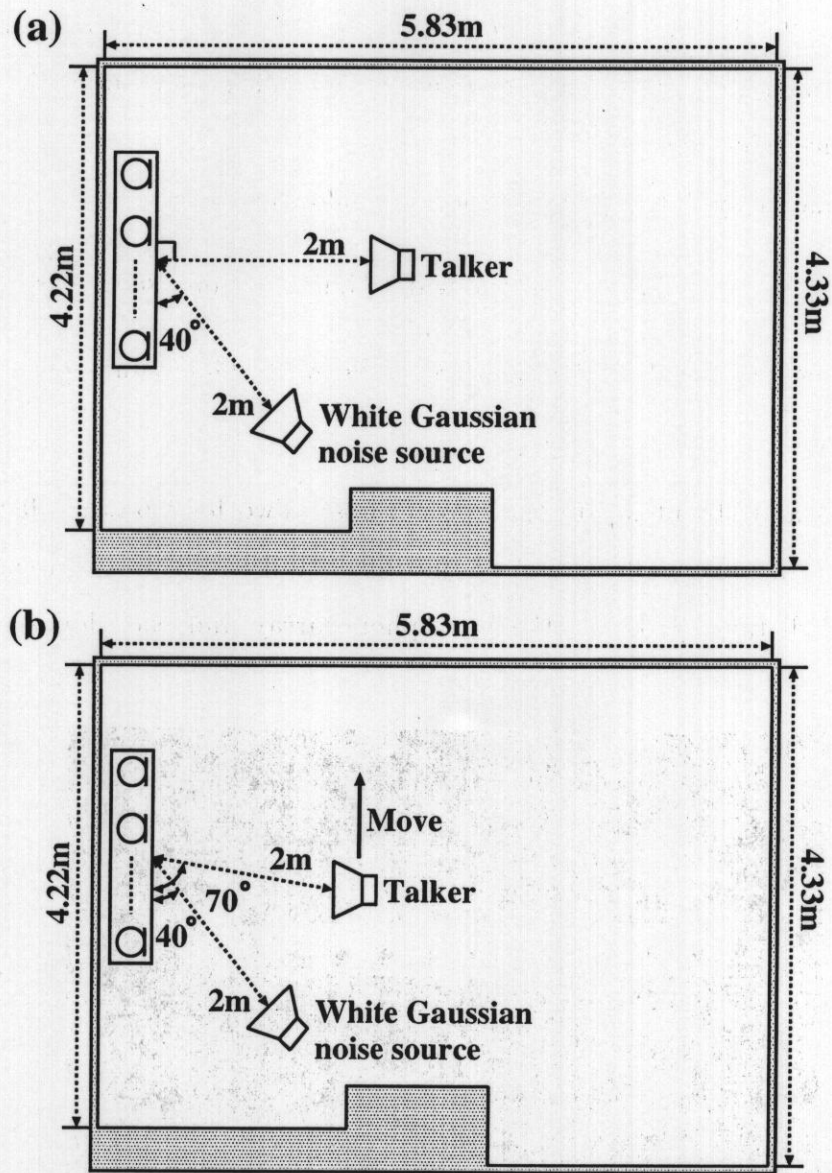 (a)
5.83m
4.22m
2m
Talker
4.33m
40°
2m
White Gaussian
noise source
(b)
5.83m
4.22m
Move
2m
Talker
70°
4.33m
40°
2m
White Gaussian
noise source